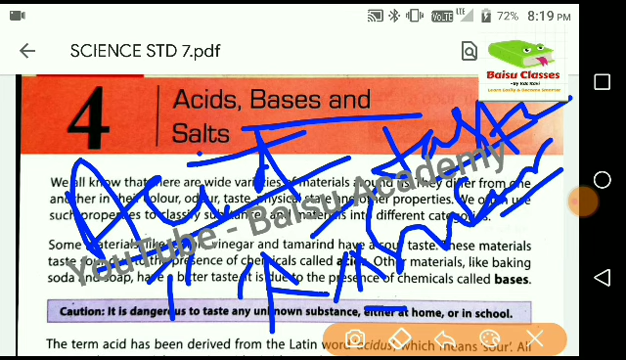 72% 8:19 PM
SCIENCE STD 7.pdf
Baisu Classes
4
Acids, Bases and
Salts
We all know that there are wide varieties of materials around us. They differ from one
another in their colour, odour, taste, physical state and other properties. We often use
such properties to classify substances and materials into different categories.
Some materials like vinegar and tamarind have a sour taste. These materials
taste sour due to the presence of chemicals called acids. Other materials, like baking
soda and soap, have a bitter taste. It is due to the presence of chemicals called bases.
YouTube - Baisu Academy
Caution: It is dangerous to taste any unknown substance, either at home, or in school.
The term acid has been derived from the Latin word acidus, which means 'sour'. All